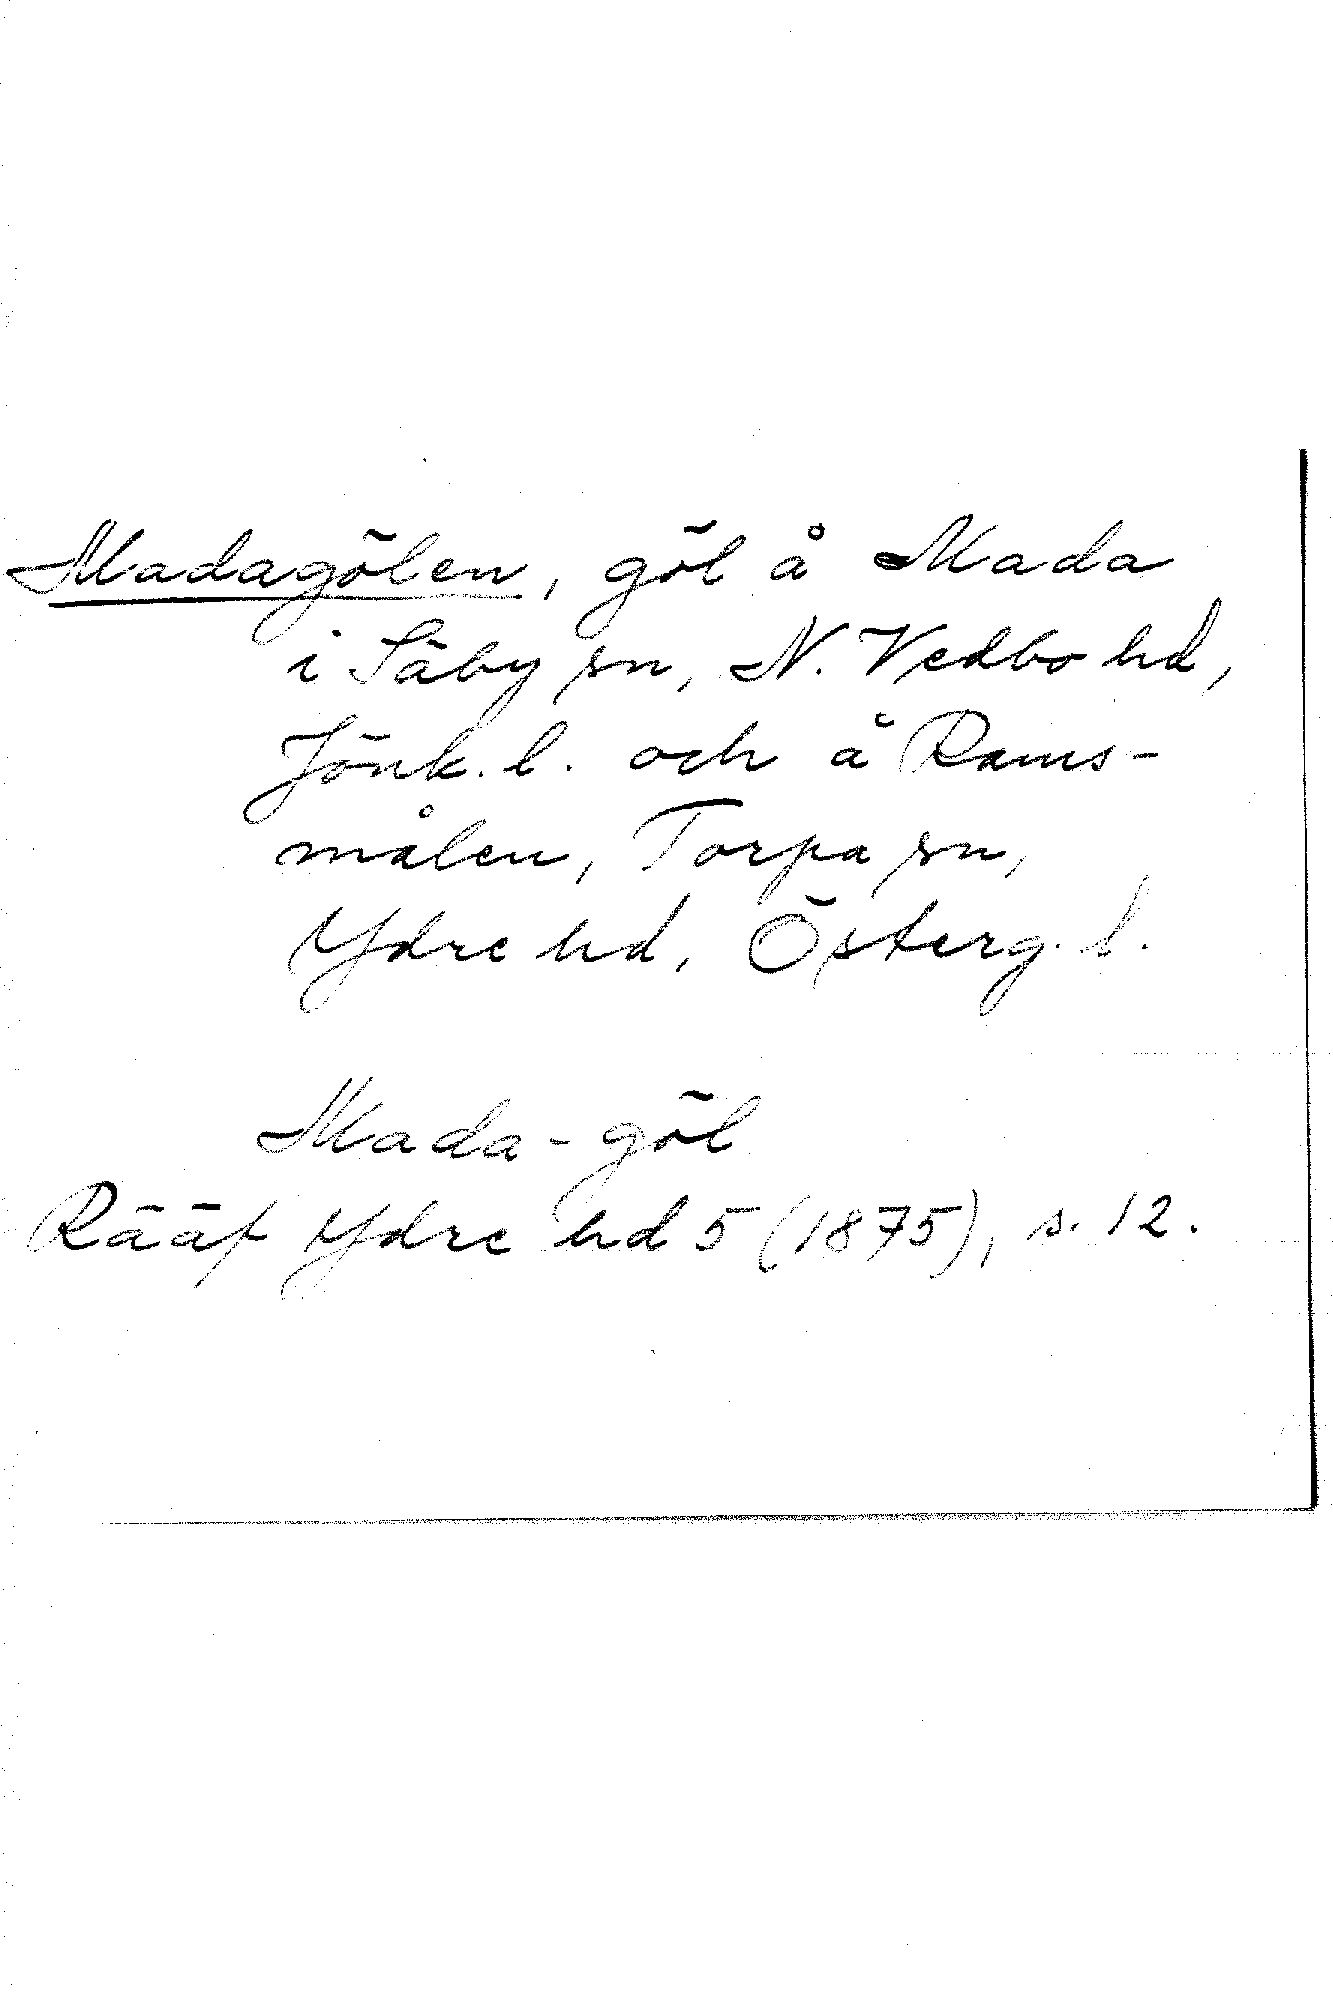 Madagölen, göl å Mada
i Säby sn, N. Vedbo hd,
Jönk. l. och å Rams-
målen, Torpa sn,
Ydre hd, Österg. l.
Mada-göl
Rääf Ydre hd 5 (1875), s. 12.